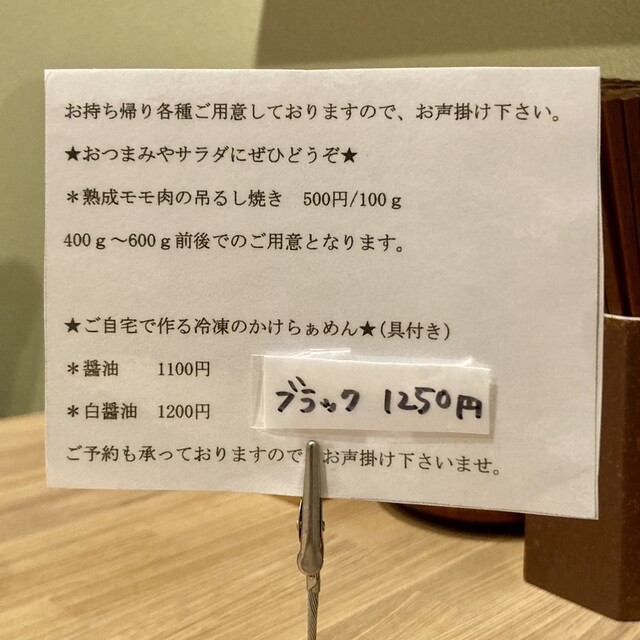 お持ち帰り各種ご用意しておりますので、お声掛け下さい。
★おつまみやサラダにぜひどうぞ★
＊熟成モモ肉の吊るし焼き　500円/100ｇ
400ｇ～600ｇ前後でのご用意となります。
★ご自宅で作る冷凍のかけらぁめん★(具付き)
＊醤油　　1100円
ブラック 1250円
＊白醤油　1200円
ご予約も承っておりますので、お声掛け下さいませ。